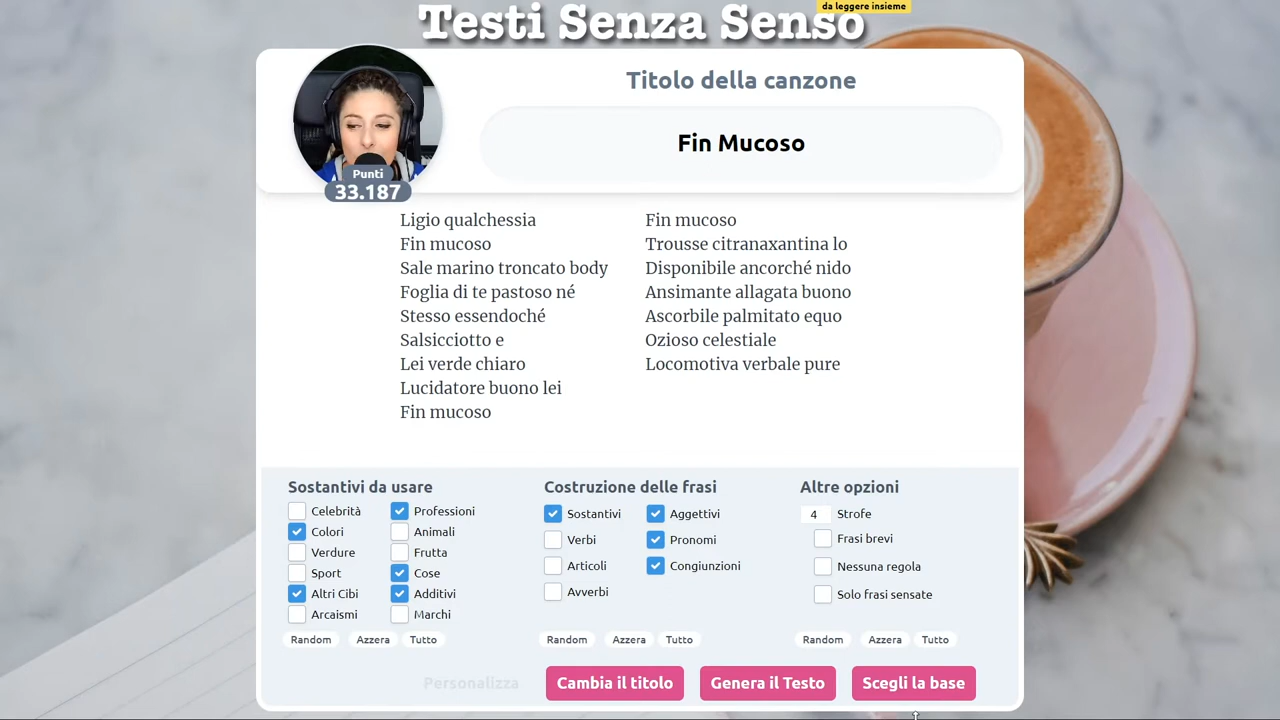 da leggere insieme
Testi Senza Senso
Titolo della canzone
Fin Mucoso
Punti
33.187
Ligio qualchessia
Fin mucoso
Sale marino troncato body
Foglia di te pastoso né
Stesso essendoché
Salsicciotto e
Lei verde chiaro
Lucidatore buono lei
Fin mucoso
Fin mucoso
Trousse citranaxantina lo
Disponibile ancorché nido
Ansimante allagata buono
Ascorbile palmitato equo
Ozioso celestiale
Locomotiva verbale pure
Sostantivi da usare
Celebrità
Professioni
Colori
Animali
Verdure
Frutta
Sport
Cose
Altri Cibi
Additivi
Arcaismi
Marchi
Random
Azzera
Tutto
Costruzione delle frasi
Sostantivi
Aggettivi
Verbi
Pronomi
Articoli
Congiunzioni
Avverbi
Random
Azzera
Tutto
Altre opzioni
4 Strofe
Frasi brevi
Nessuna regola
Solo frasi sensate
Random
Azzera
Tutto
Personalizza
Cambia il titolo
Genera il Testo
Scegli la base